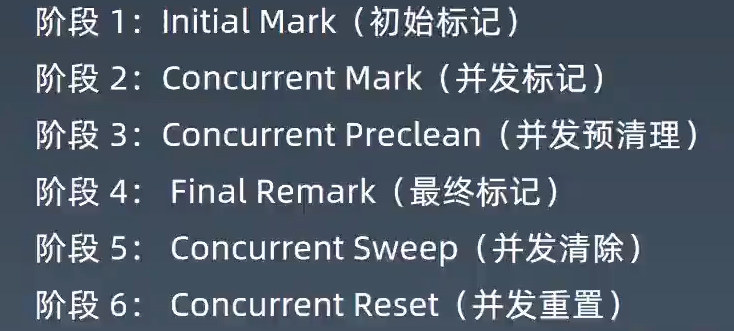 阶段 1：Initial Mark（初始标记）
阶段 2：Concurrent Mark（并发标记）
阶段 3：Concurrent Preclean（并发预清理）
阶段 4： Final Remark（最终标记）
阶段 5： Concurrent Sweep（并发清除）
阶段 6： Concurrent Reset（并发重置）